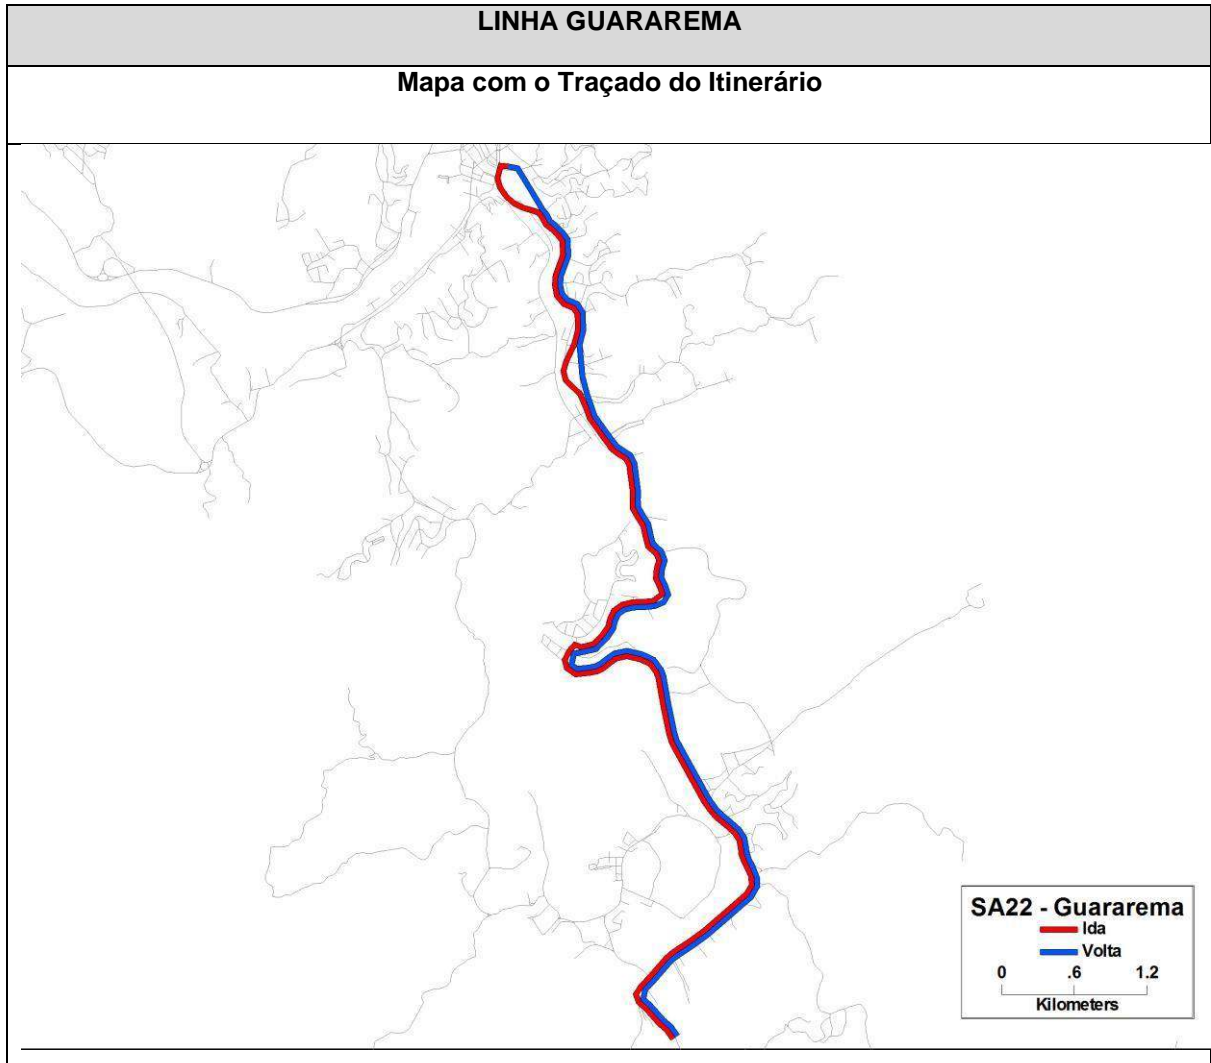 LINHA GUARAREMA
Mapa com o Traçado do Itinerário
SA22 - Guararema
Ida
Volta
0 .6 1.2
Kilometers